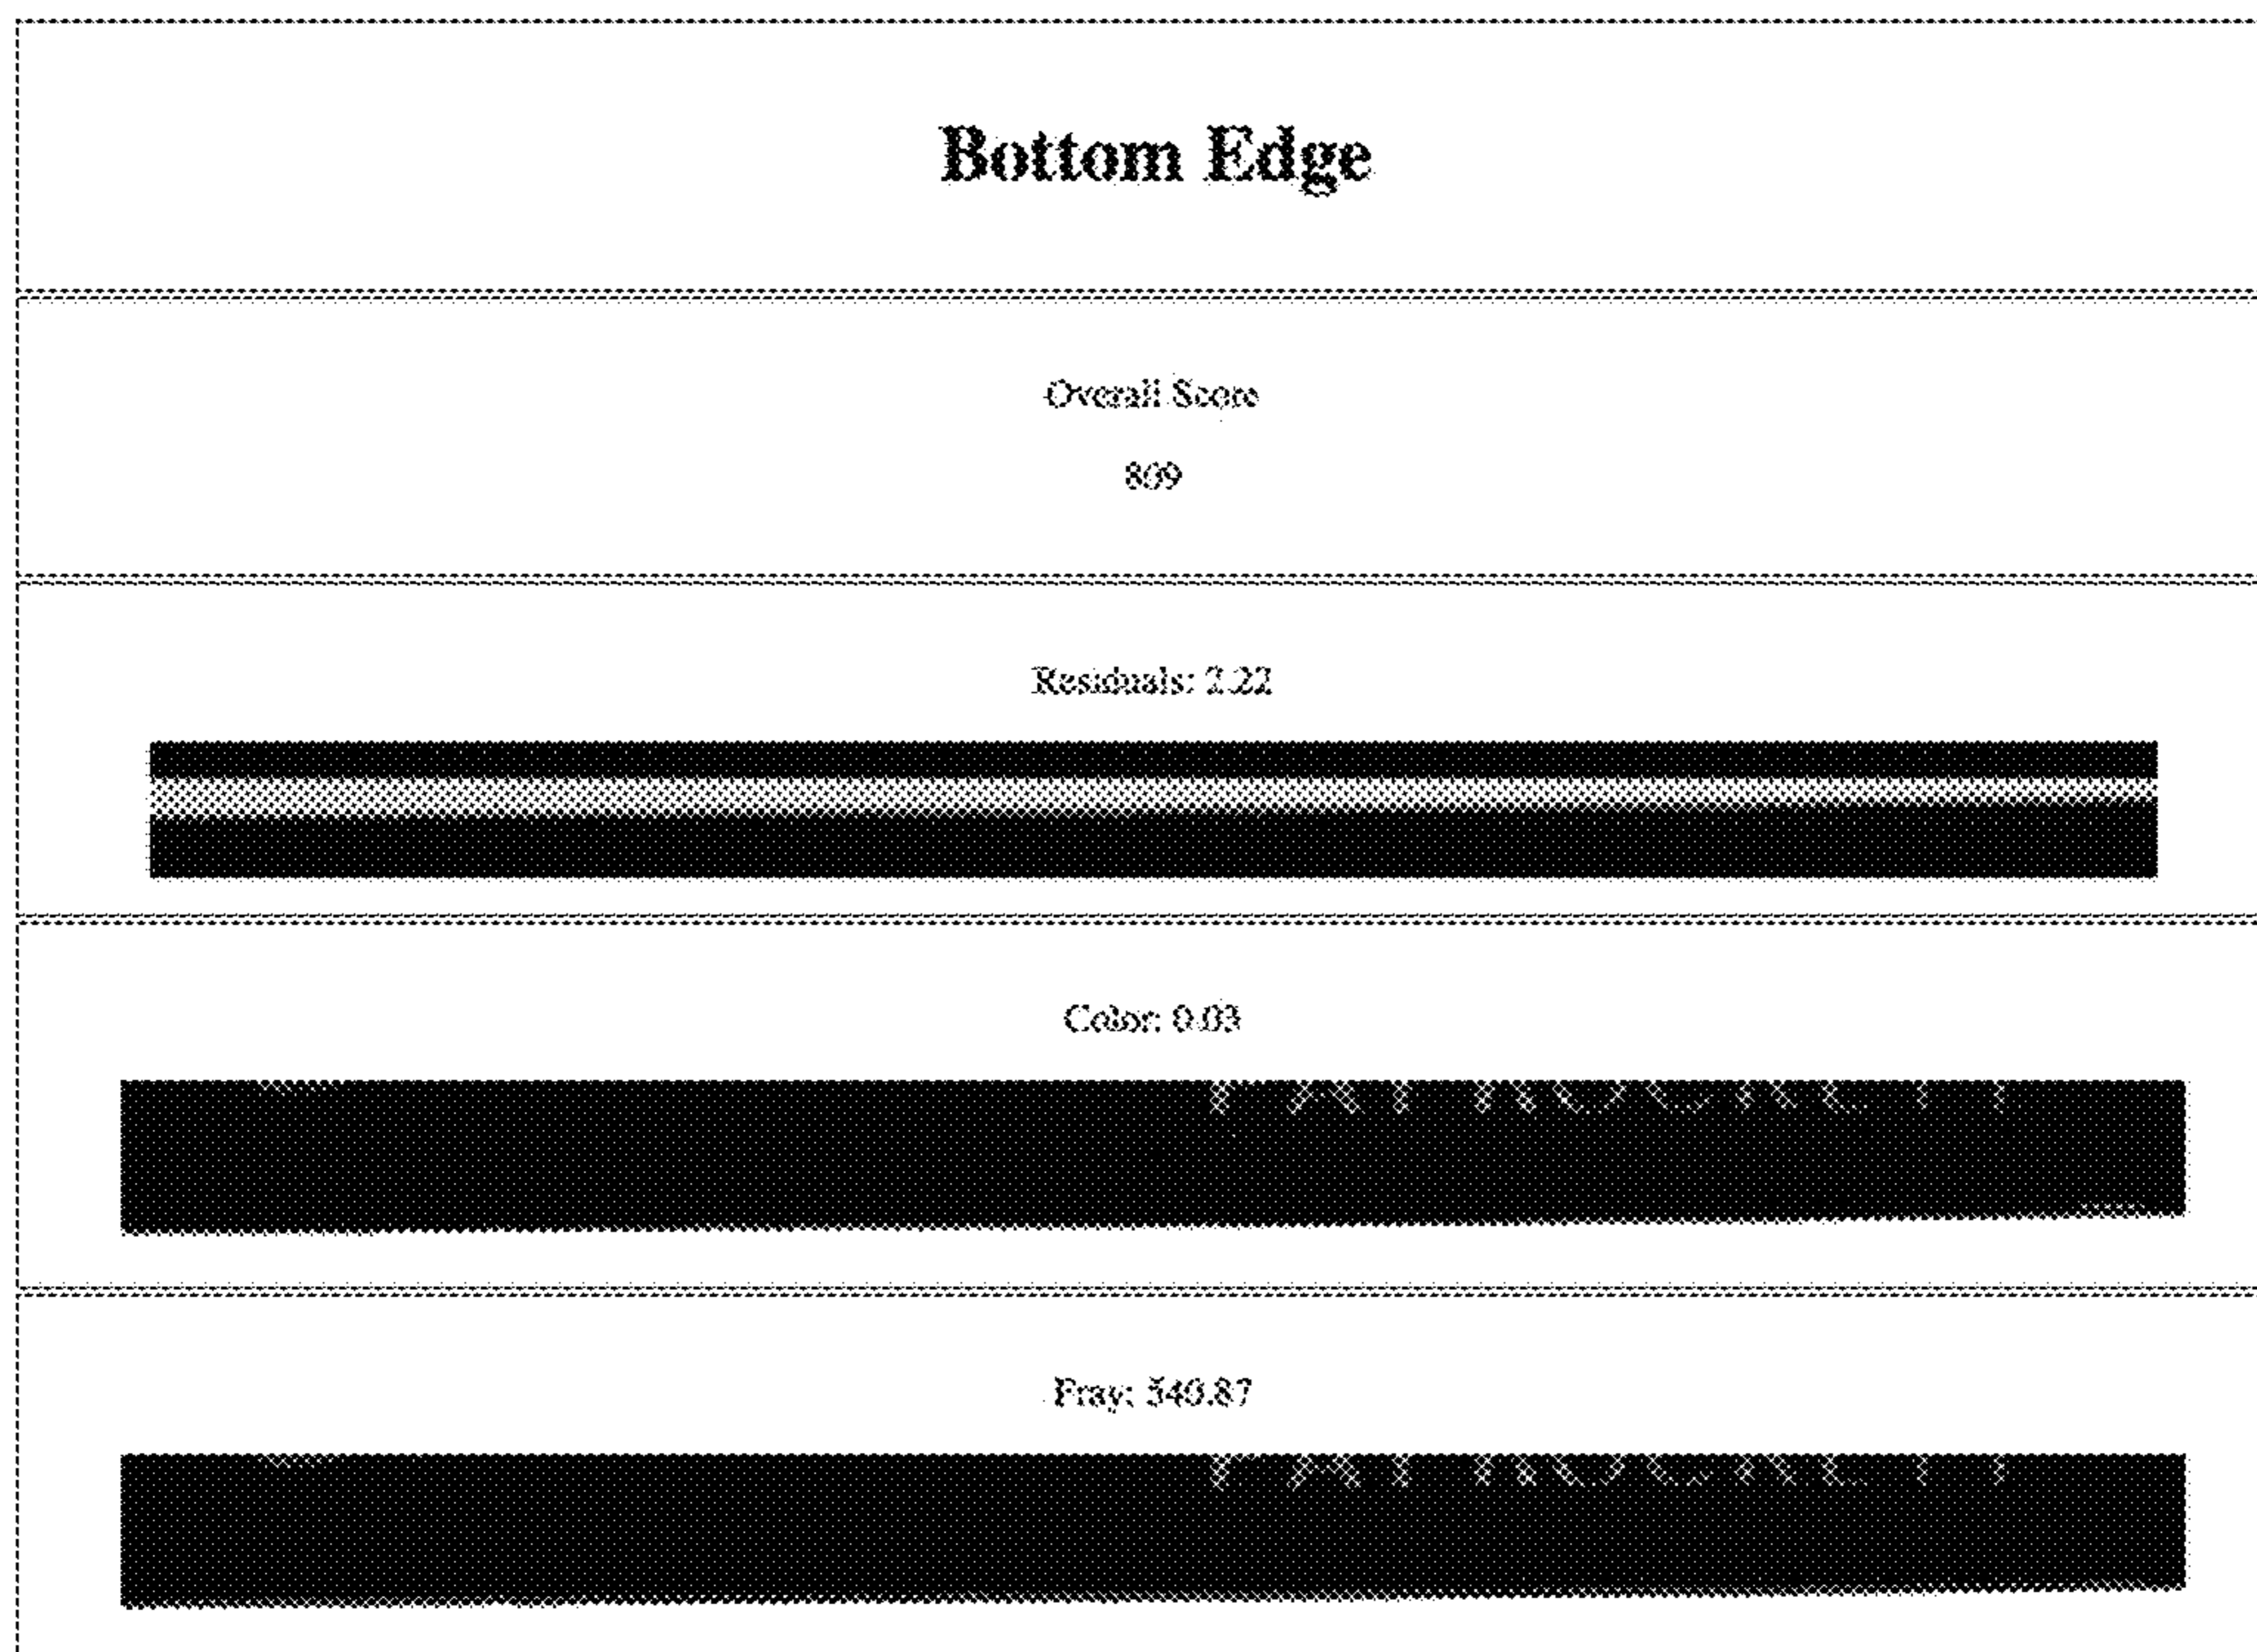 Bottom Edge
Overall Score
809
Residuals: 2.22
Color: 0.03
Fray: 540.87